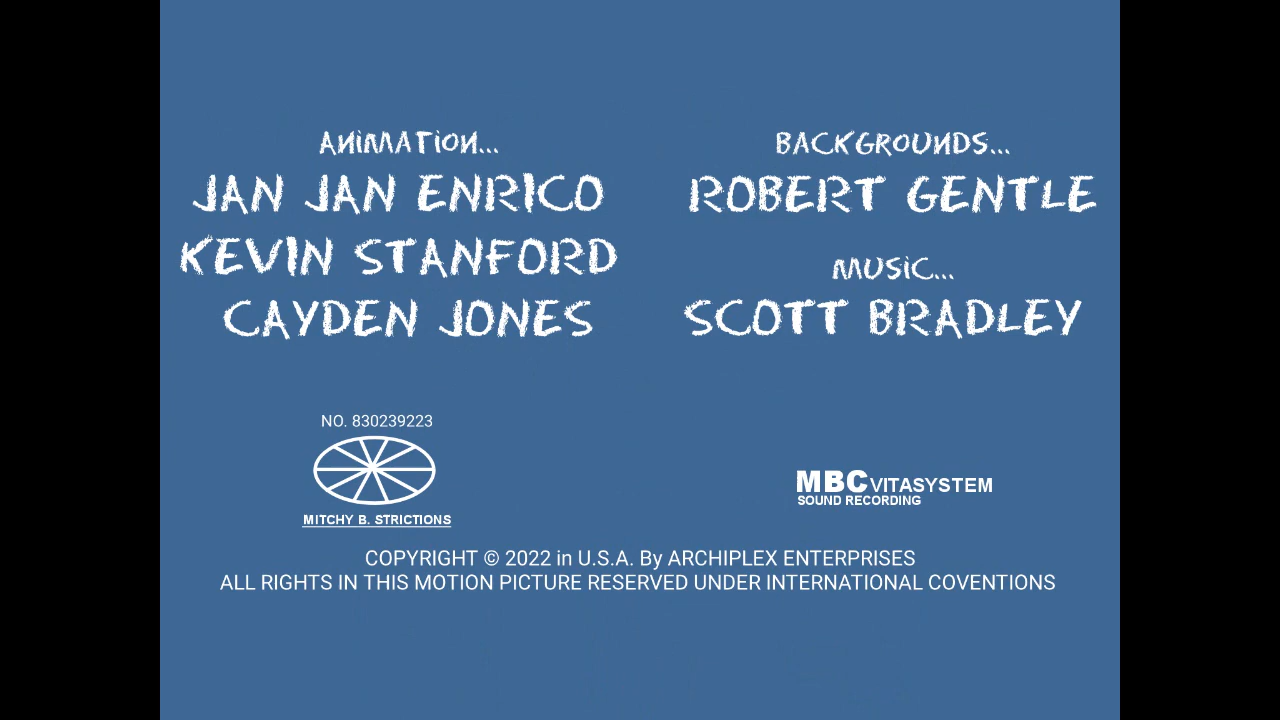 ANiMATiON...
JAN JAN ENRICO
KEVIN STANFORD
CAYDEN JONES
BACKGROUNDS...
ROBERT GENTLE
MUSiC...
SCOTT BRADLEY
NO. 830239223
MITCHY B. STRICTIONS
MBC VITASYSTEM
SOUND RECORDING
COPYRIGHT © 2022 in U.S.A. By ARCHIPLEX ENTERPRISES
ALL RIGHTS IN THIS MOTION PICTURE RESERVED UNDER INTERNATIONAL COVENTIONS